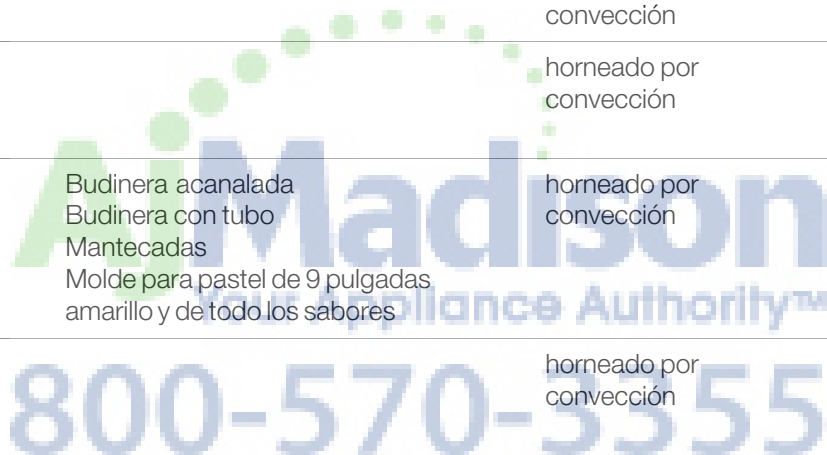 convección
horneado por
convección
Budinera acanalada
Budinera con tubo
Mantecadas
Molde para pastel de 9 pulgadas
amarillo y de todo los sabores
horneado por
convección
horneado por
convección
AjMadison
Your Appliance Authority™
800-570-3355